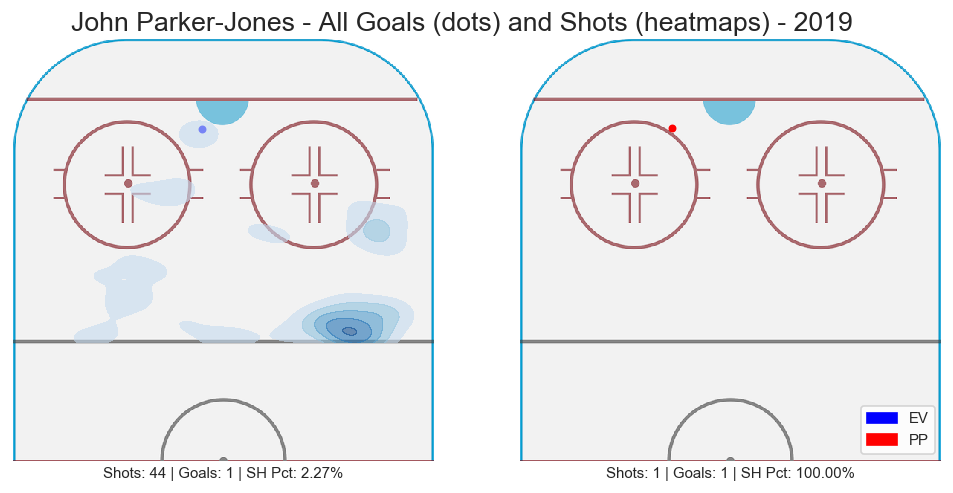 John Parker-Jones - All Goals (dots) and Shots (heatmaps) - 2019
EV
PP
Shots: 44 | Goals: 1 | SH Pct: 2.27%
Shots: 1 | Goals: 1 | SH Pct: 100.00%